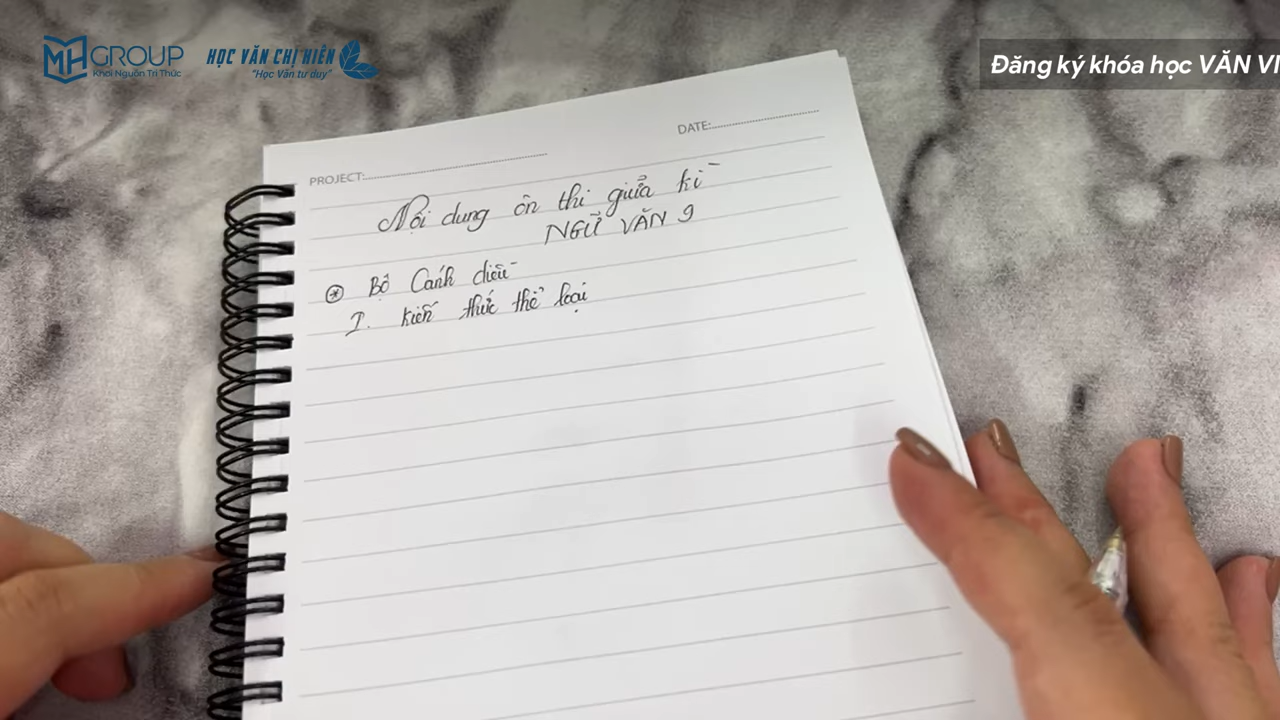 MH GROUP
Khơi Nguồn Tri Thức
HỌC VĂN CHỊ HIÊN
"Học Văn tư duy"
Đăng ký khóa học VĂN VI
PROJECT:
DATE:
Nội dung ôn thi giữa kì
NGỮ VĂN 9
* Bộ Cánh diều
I. Kiến thức thể loại